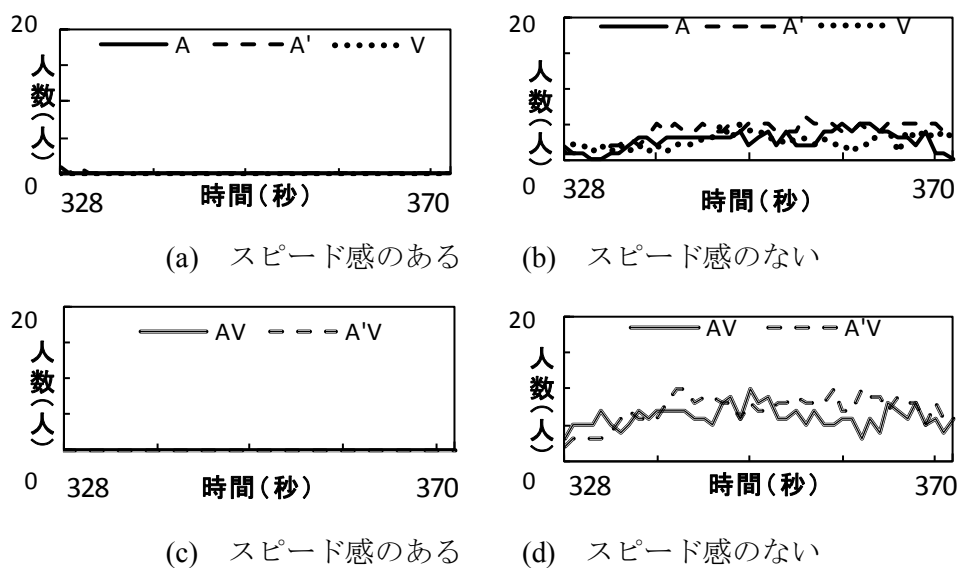 20
A A' V
人数(人)
0
328 時間(秒) 370
(a) スピード感のある
20
A A' V
人数(人)
0
328 時間(秒) 370
(b) スピード感のない
20
AV A'V
人数(人)
0
328 時間(秒) 370
(c) スピード感のある
20
AV A'V
人数(人)
0
328 時間(秒) 370
(d) スピード感のない